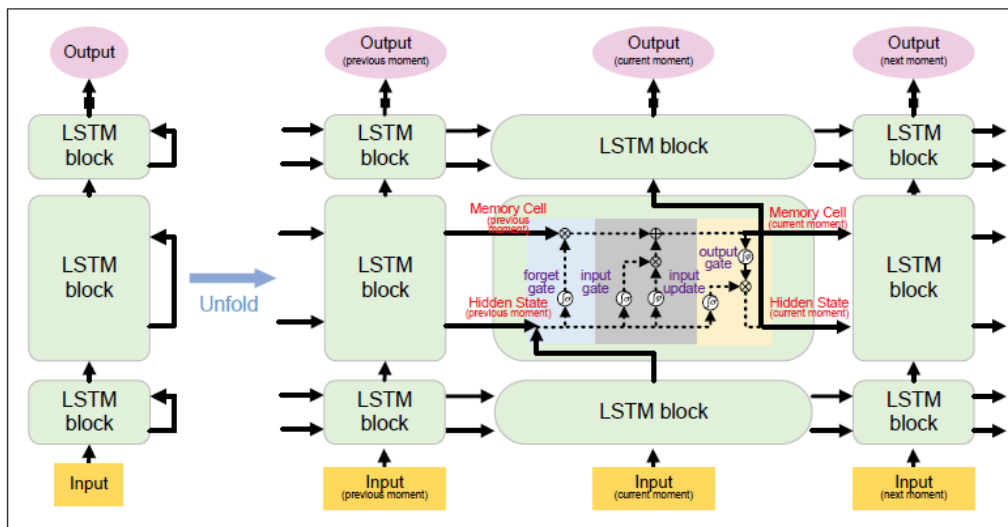 Output
Output
(previous moment)
Output
(current moment)
Output
(next moment)
LSTM
block
LSTM
block
LSTM block
LSTM
block
LSTM
block
Unfold
LSTM
block
Memory Cell
(previous
moment)
Hidden State
(previous moment)
forget
gate
∫σ
input
gate
∫σ
input
update
∫φ
output
gate
∫σ
∫φ
Memory Cell
(current moment)
Hidden State
(current moment)
LSTM
block
LSTM
block
LSTM
block
LSTM block
LSTM
block
Input
Input
(previous moment)
Input
(current moment)
Input
(next moment)